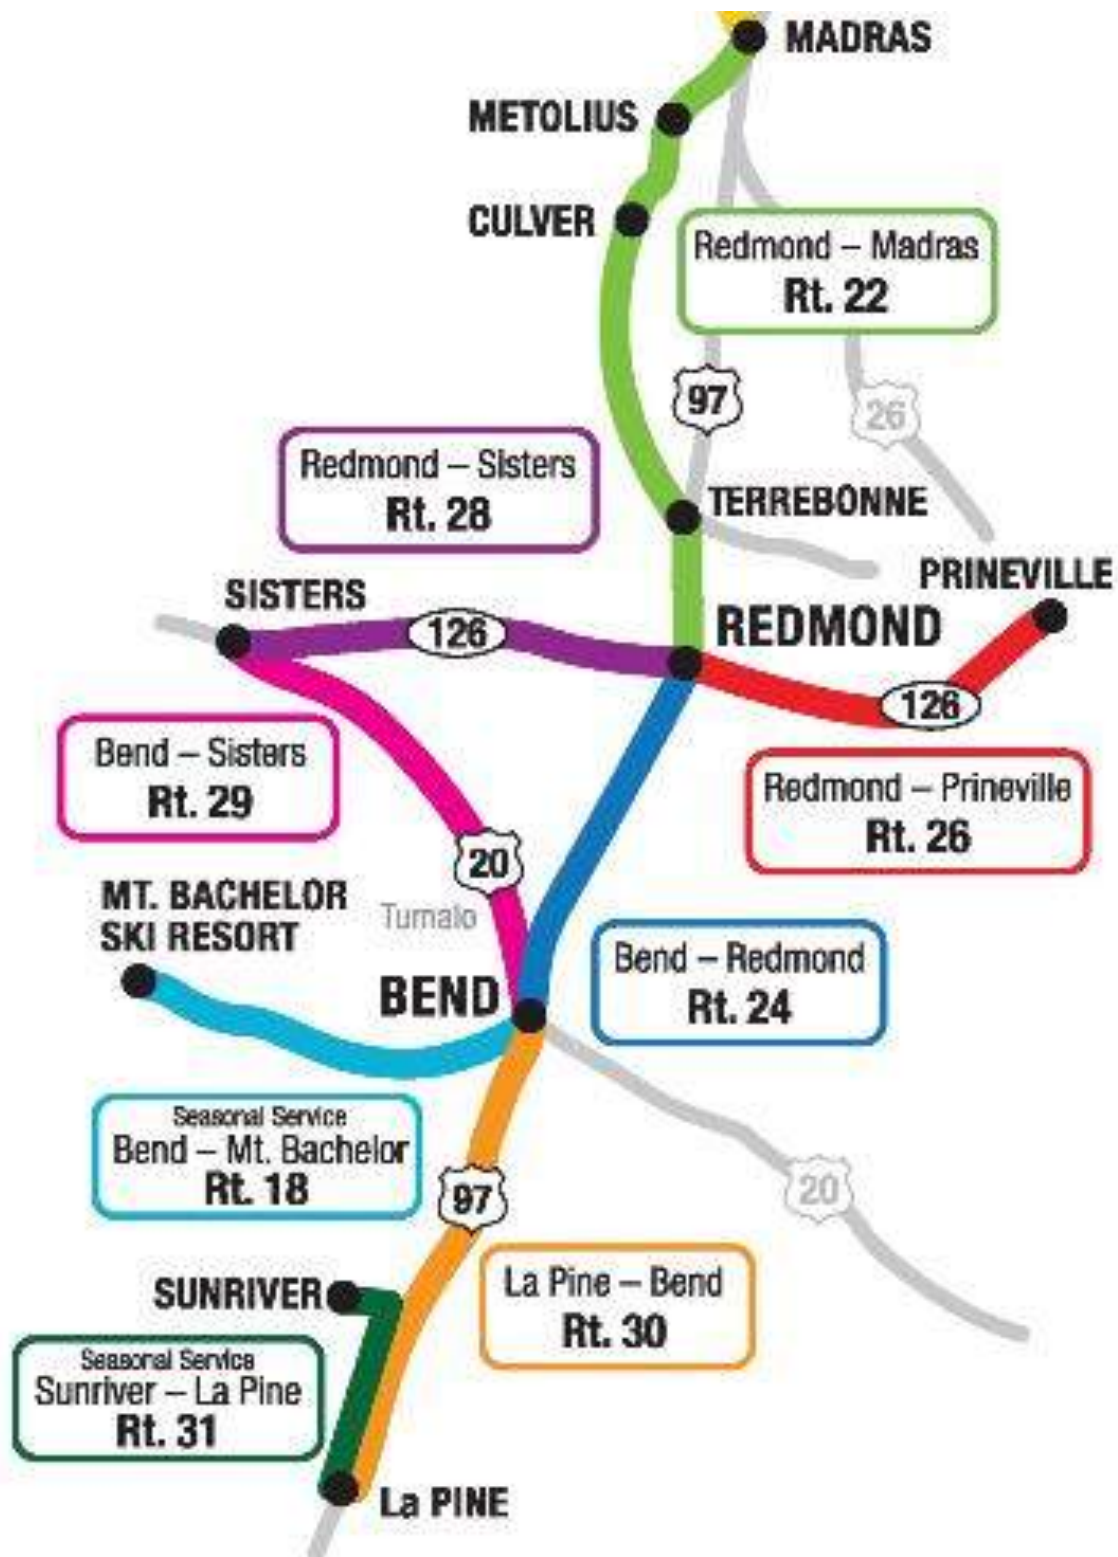 MADRAS
METOLIUS
CULVER
Redmond – Madras
Rt. 22
97
26
Redmond – Sisters
Rt. 28
TERREBONNE
PRINEVILLE
SISTERS
126
REDMOND
126
Bend – Sisters
Rt. 29
Redmond – Prineville
Rt. 26
20
MT. BACHELOR
SKI RESORT
Tumalo
BEND
Bend – Redmond
Rt. 24
Seasonal Service
Bend – Mt. Bachelor
Rt. 18
97
20
SUNRIVER
La Pine – Bend
Rt. 30
Seasonal Service
Sunriver – La Pine
Rt. 31
La PINE